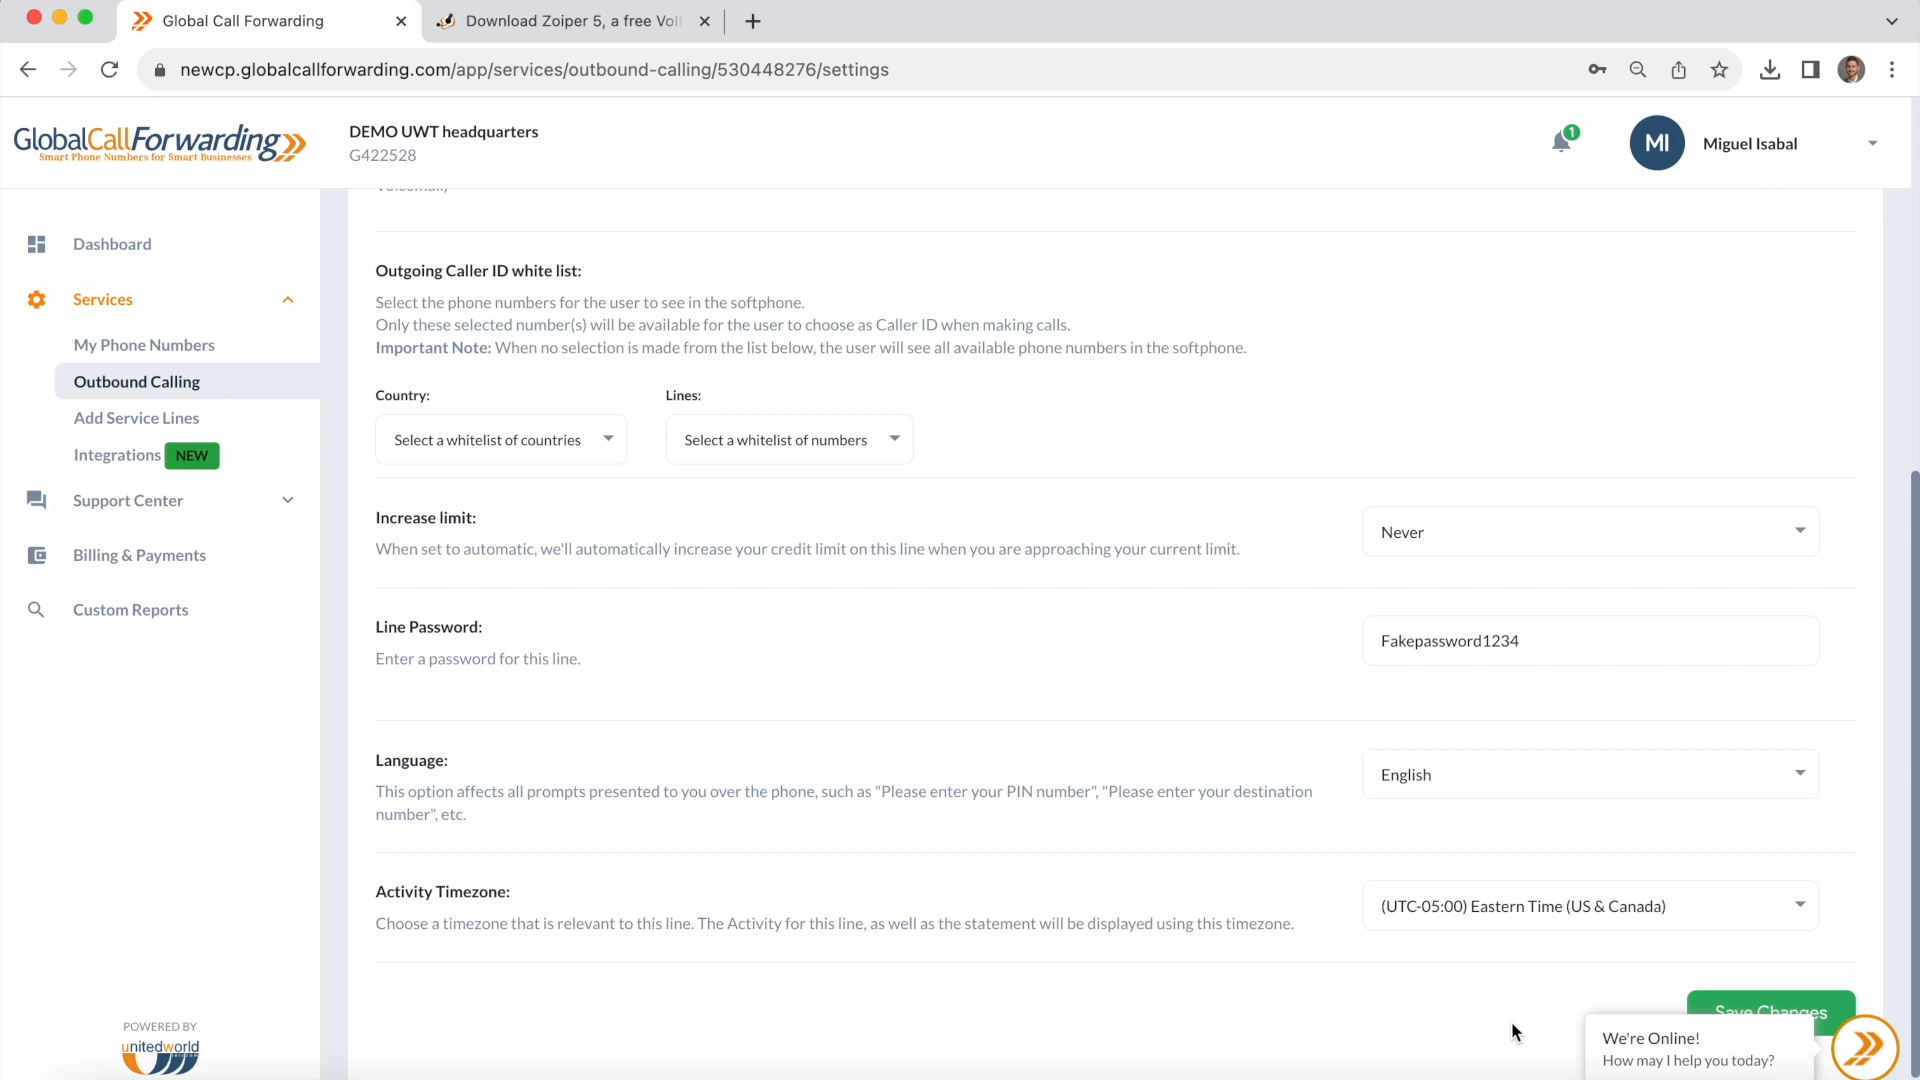 Global Call Forwarding
Download Zoiper 5, a free VoI
newcp.globalcallforwarding.com/app/services/outbound-calling/530448276/settings
GlobalCallForwarding
Smart Phone Numbers for Smart Businesses
DEMO UWT headquarters
G422528
1
MI
Miguel Isabal
Dashboard
Services
My Phone Numbers
Outbound Calling
Add Service Lines
Integrations NEW
Support Center
Billing & Payments
Custom Reports
POWERED BY
unitedworld
Outgoing Caller ID white list:
Select the phone numbers for the user to see in the softphone.
Only these selected number(s) will be available for the user to choose as Caller ID when making calls.
Important Note: When no selection is made from the list below, the user will see all available phone numbers in the softphone.
Country:
Lines:
Select a whitelist of countries
Select a whitelist of numbers
Increase limit:
When set to automatic, we'll automatically increase your credit limit on this line when you are approaching your current limit.
Never
Line Password:
Enter a password for this line.
Fakepassword1234
Language:
This option affects all prompts presented to you over the phone, such as "Please enter your PIN number", "Please enter your destination
number", etc.
English
Activity Timezone:
Choose a timezone that is relevant to this line. The Activity for this line, as well as the statement will be displayed using this timezone.
(UTC-05:00) Eastern Time (US & Canada)
Save Changes
We're Online!
How may I help you today?